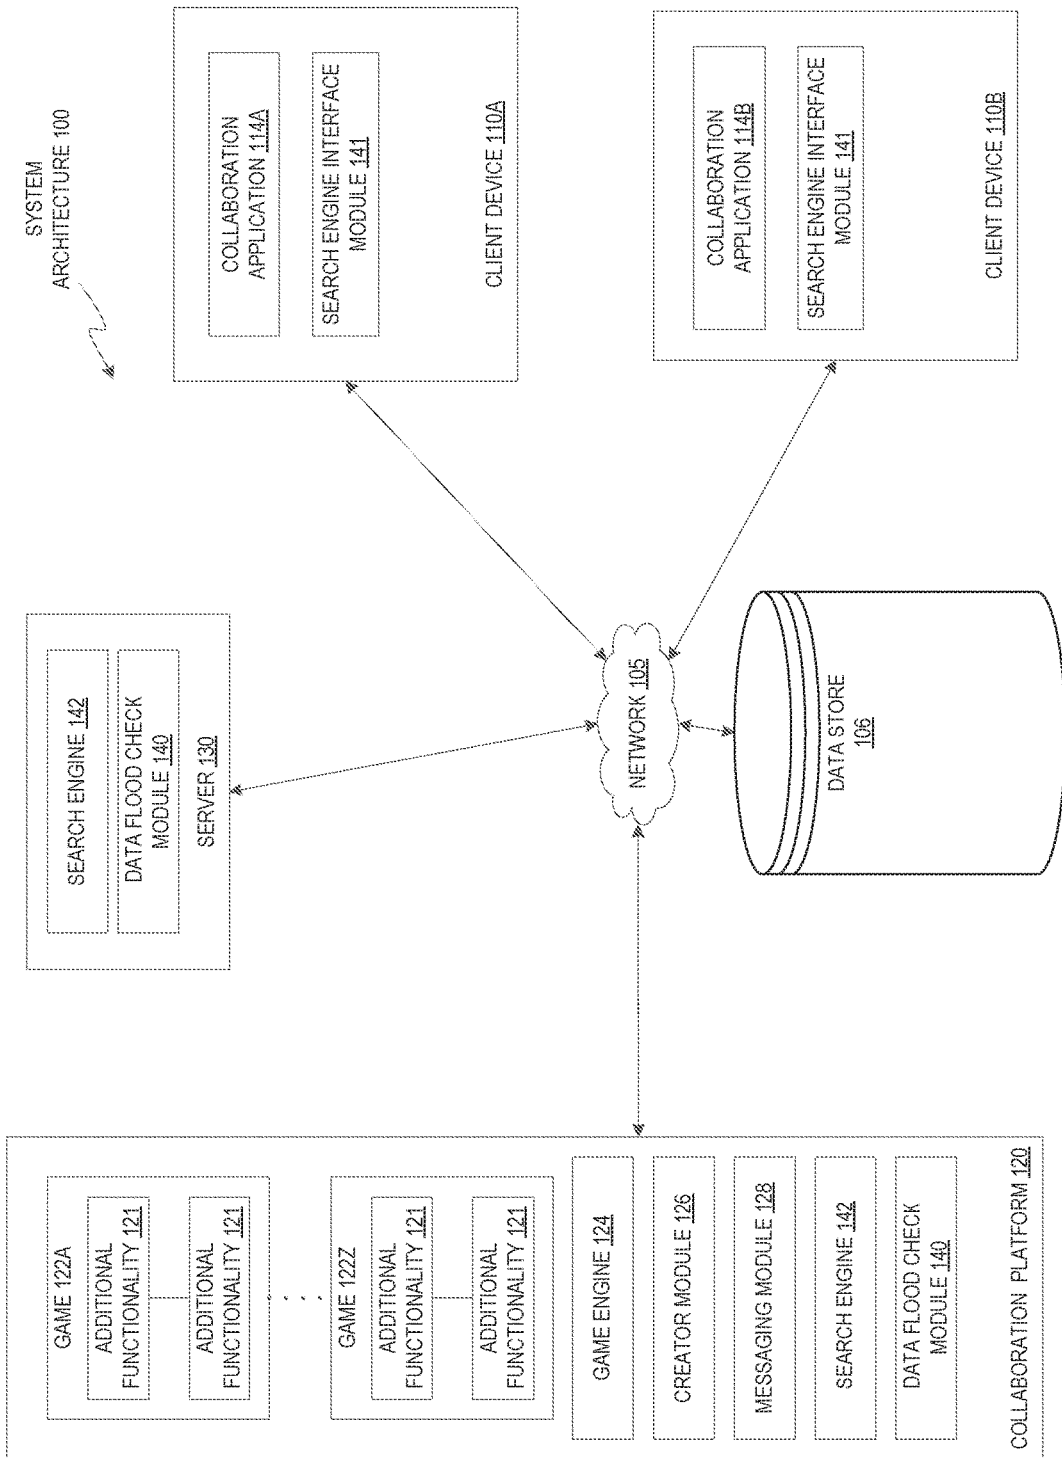 SYSTEM
ARCHITECTURE 100
GAME 122A
ADDITIONAL
FUNCTIONALITY 121
ADDITIONAL
FUNCTIONALITY 121
. . . .
GAME 122Z
ADDITIONAL
FUNCTIONALITY 121
ADDITIONAL
FUNCTIONALITY 121
GAME ENGINE 124
CREATOR MODULE 126
MESSAGING MODULE 128
SEARCH ENGINE 142
DATA FLOOD CHECK
MODULE 140
COLLABORATION PLATFORM 120
SEARCH ENGINE 142
DATA FLOOD CHECK
MODULE 140
SERVER 130
NETWORK 105
DATA STORE
106
COLLABORATION
APPLICATION 114A
SEARCH ENGINE INTERFACE
MODULE 141
CLIENT DEVICE 110A
COLLABORATION
APPLICATION 114B
SEARCH ENGINE INTERFACE
MODULE 141
CLIENT DEVICE 110B